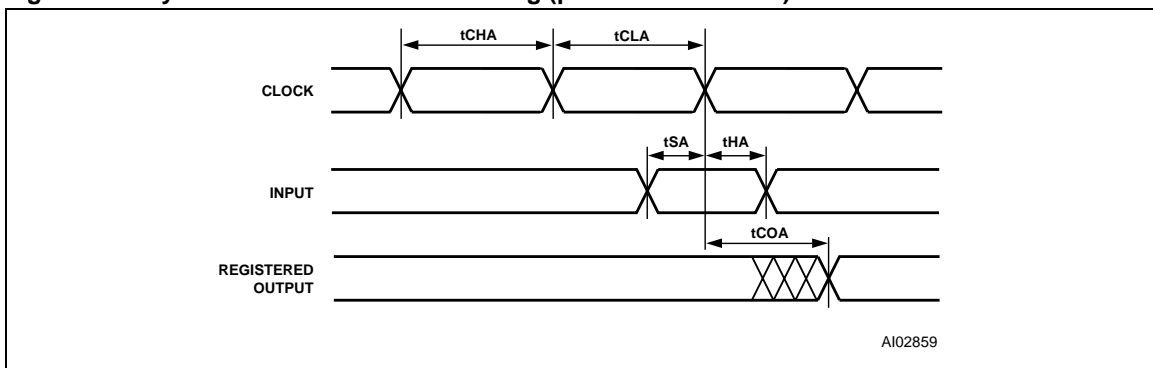 tCHA tCLA
CLOCK
tSA tHA
INPUT
tCOA
REGISTERED
OUTPUT
AI02859